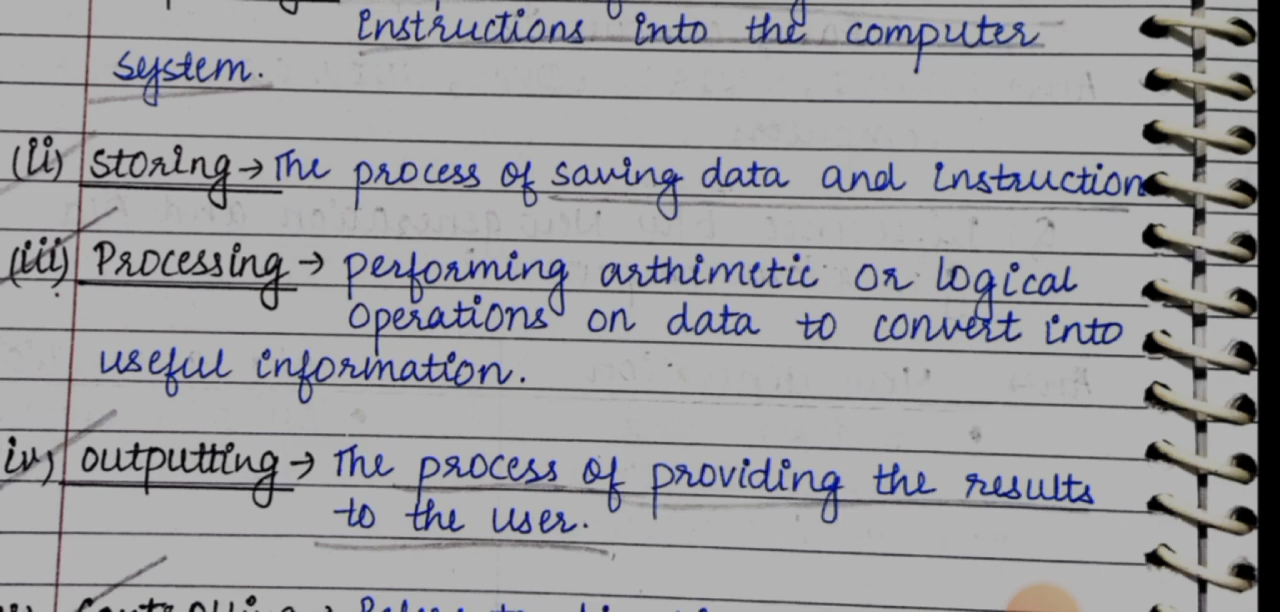 Instructions into the computer
system.
(ii) Storing → The process of saving data and instruction
(iii) Processing → performing arthimetic or logical
operations on data to convert into
useful information.
iv) outputting → The process of providing the results
to the user.